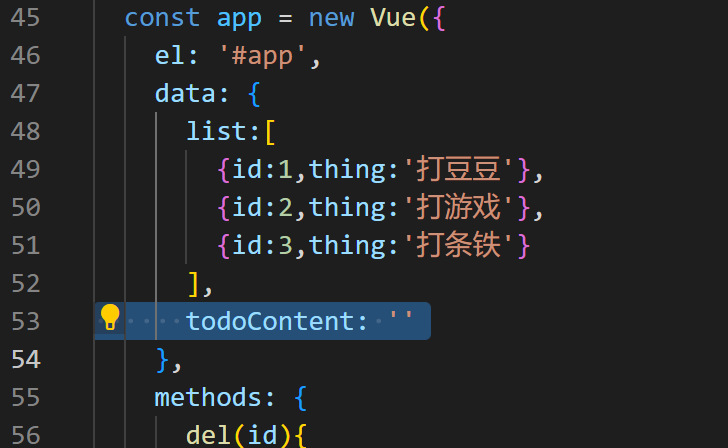 45 const app = new Vue({
46 el: '#app',
47 data: {
48 list:[
49 {id:1,thing:'打豆豆'},
50 {id:2,thing:'打游戏'},
51 {id:3,thing:'打条铁'}
52 ],
53 todoContent: ''
54 },
55 methods: {
56 del(id){